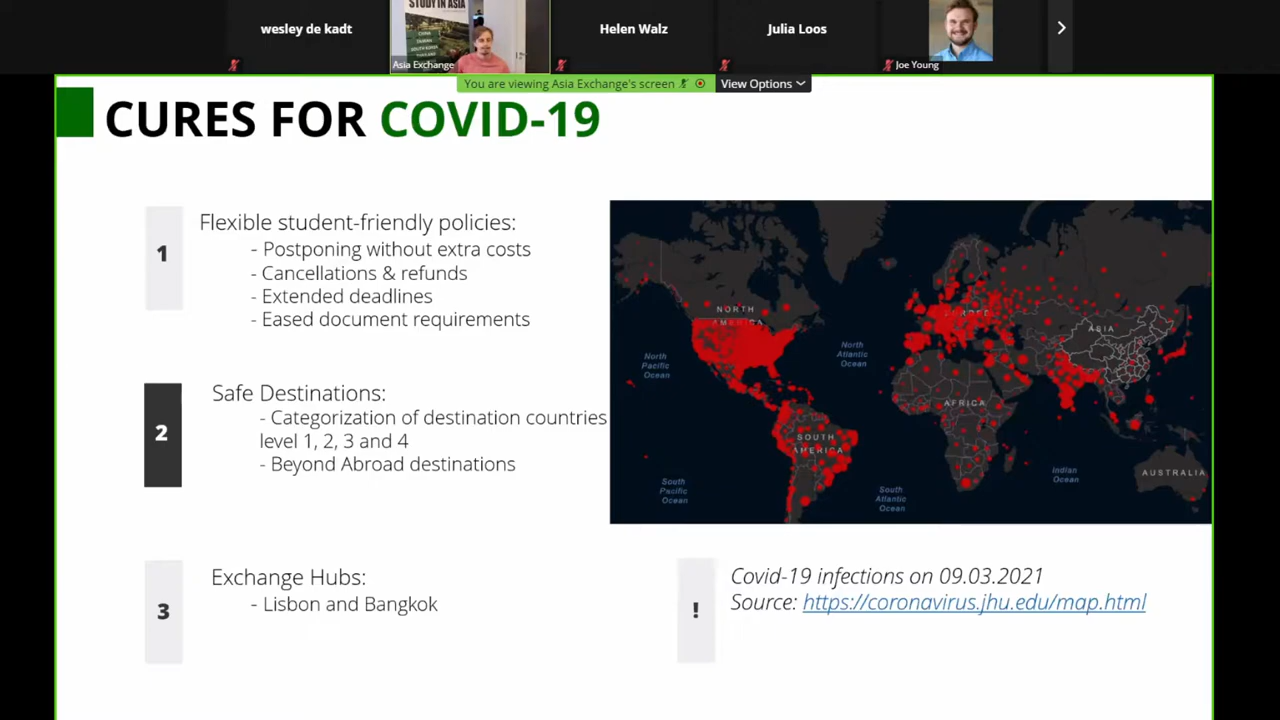 wesley de kadt
STUDY IN ASIA
CHINA
TAIWAN
SOUTH KOREA
Asia Exchange
Helen Walz
Julia Loos
Joe Young
You are viewing Asia Exchange's screen
View Options
CURES FOR COVID-19
1
Flexible student-friendly policies:
- Postponing without extra costs
- Cancellations & refunds
- Extended deadlines
- Eased document requirements
2
Safe Destinations:
- Categorization of destination countries
level 1, 2, 3 and 4
- Beyond Abroad destinations
3
Exchange Hubs:
- Lisbon and Bangkok
NORTH
AMERICA
North
Pacific
Ocean
North
Atlantic
Ocean
EUROPE
ASIA
AFRICA
SOUTH
AMERICA
South
Pacific
Ocean
South
Atlantic
Ocean
Indian
Ocean
AUSTRALIA
!
Covid-19 infections on 09.03.2021
Source: https://coronavirus.jhu.edu/map.html